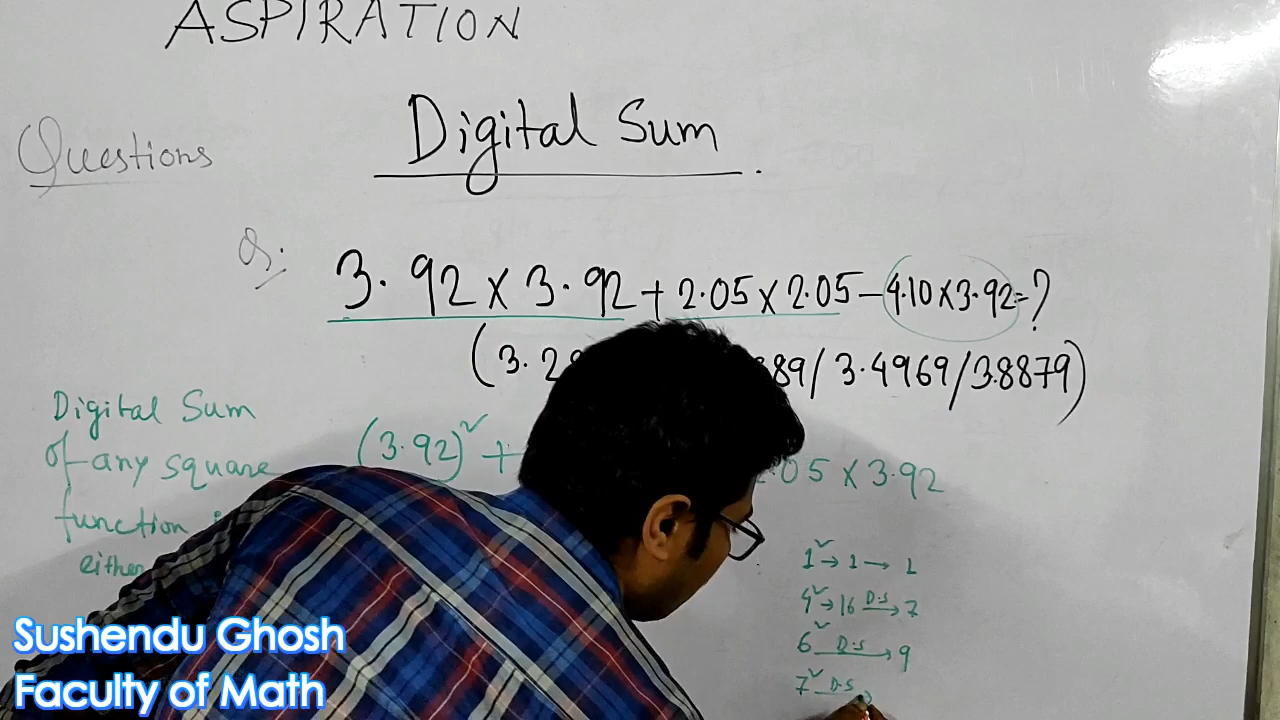 ASPIRATION
Digital Sum
Questions
Q:
3.92 × 3.92 + 2.05 × 2.05 − 4.10 × 3.92 = ?
(3.2 89 / 3.4969 / 3.8879)
Digital Sum
of any square
function
either
(3.92)² + .05 × 3.92
1² → 1 → 1
4² → 16 D.S → 7
6² D.S → 9
7² D.S →
Sushendu Ghosh
Faculty of Math